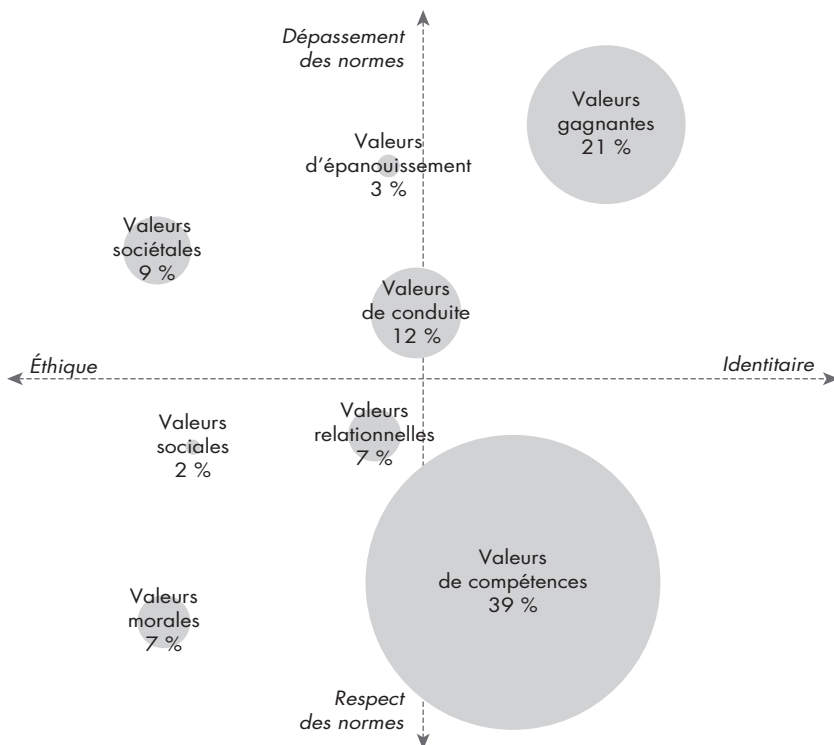 Dépassement
des normes
Valeurs
gagnantes
21 %
Valeurs
d'épanouissement
3 %
Valeurs
sociétales
9 %
Valeurs
de conduite
12 %
Éthique
Identitaire
Valeurs
sociales
2 %
Valeurs
relationnelles
7 %
Valeurs
de compétences
39 %
Valeurs
morales
7 %
Respect
des normes